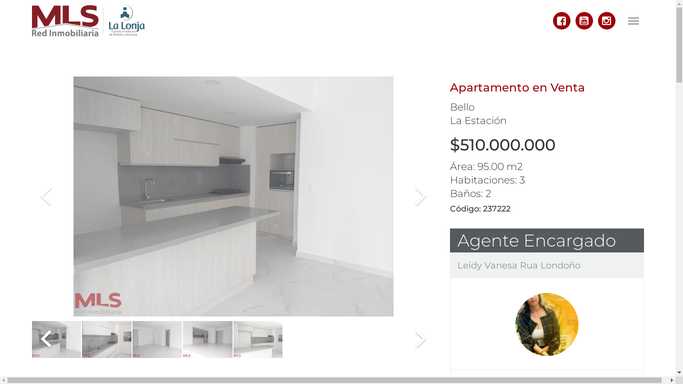 MLS
Red Inmobiliaria
La Lonja
Apartamento en Venta
Bello
La Estación
$510.000.000
Área: 95.00 m2
Habitaciones: 3
Baños: 2
Código: 237222
Agente Encargado
Leidy Vanesa Rua Londoño
MLS